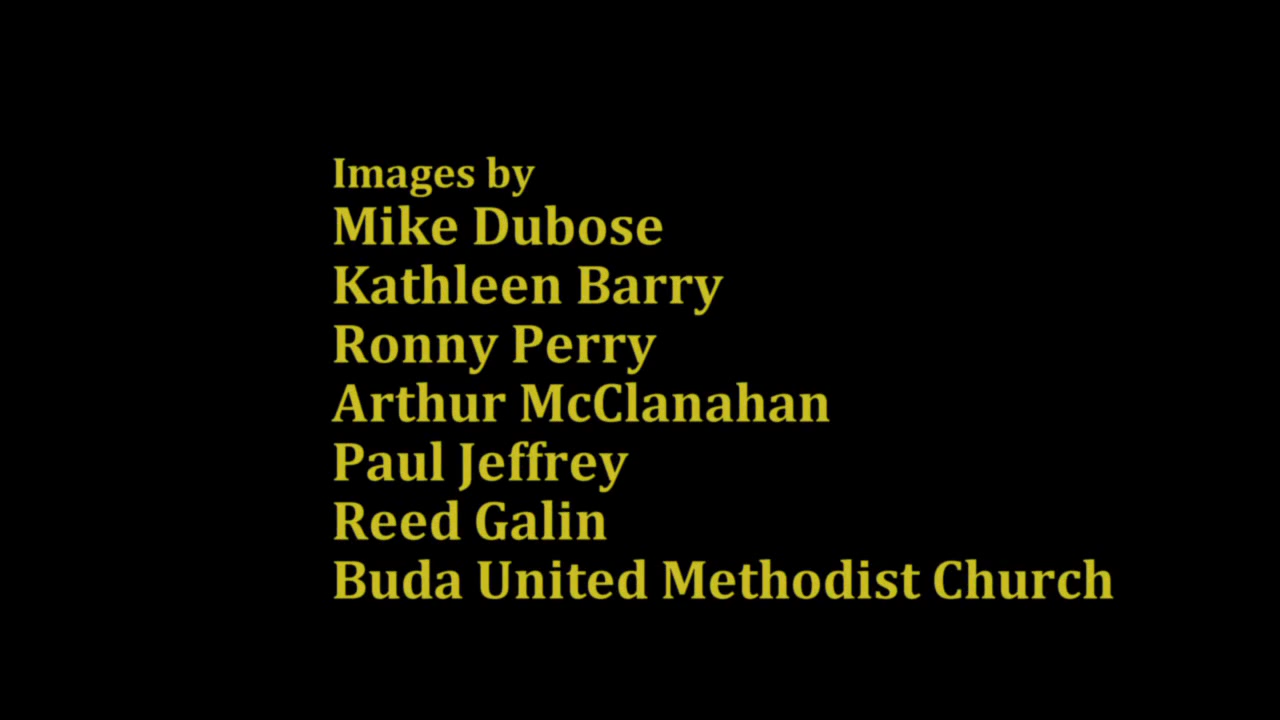 Images by
Mike Dubose
Kathleen Barry
Ronny Perry
Arthur McClanahan
Paul Jeffrey
Reed Galin
Buda United Methodist Church